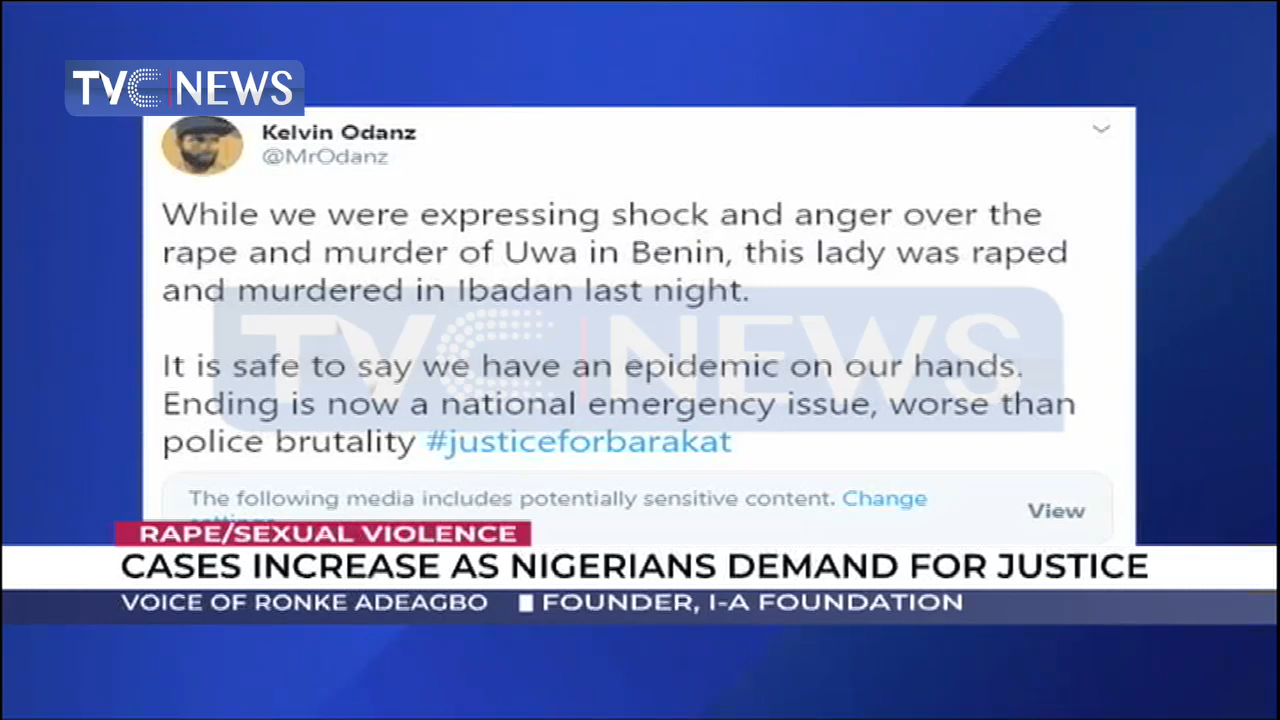 TVC NEWS
Kelvin Odanz
@MrOdanz
While we were expressing shock and anger over the
rape and murder of Uwa in Benin, this lady was raped
and murdered in Ibadan last night.
TVC NEWS
It is safe to say we have an epidemic on our hands.
Ending is now a national emergency issue, worse than
police brutality #justiceforbarakat
The following media includes potentially sensitive content. Change
View
RAPE/SEXUAL VIOLENCE
CASES INCREASE AS NIGERIANS DEMAND FOR JUSTICE
VOICE OF RONKE ADEAGBO FOUNDER, I-A FOUNDATION